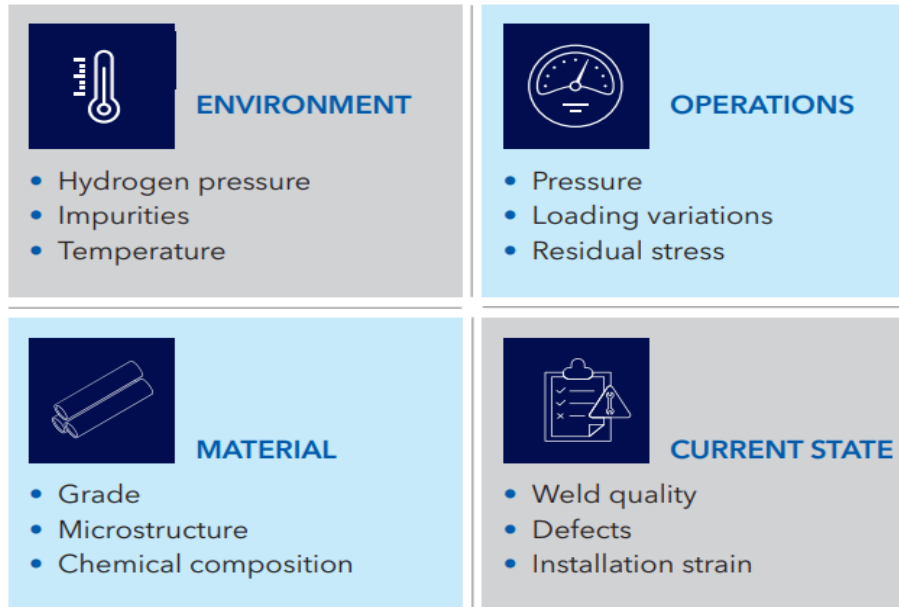 ENVIRONMENT
• Hydrogen pressure
• Impurities
• Temperature
OPERATIONS
• Pressure
• Loading variations
• Residual stress
MATERIAL
• Grade
• Microstructure
• Chemical composition
CURRENT STATE
• Weld quality
• Defects
• Installation strain